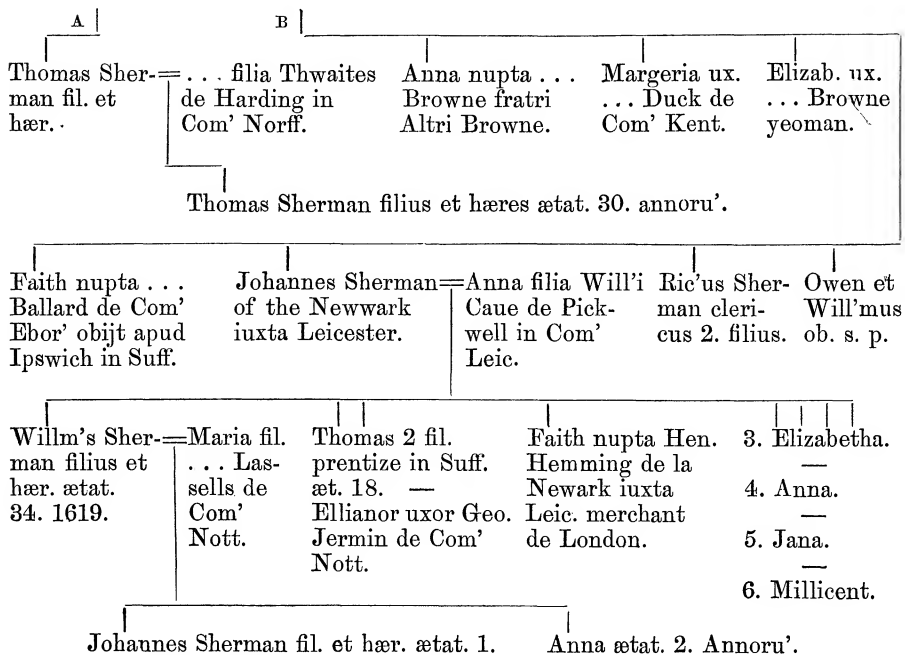 A B
Thomas Sher-=... filia Thwaites
man fil. et de Harding in
hær. Com' Norff.
Anna nupta ...
Browne fratri
Altri Browne.
Margeria ux.
... Duck de
Com' Kent.
Elizab. ux.
... Browne
yeoman.
Thomas Sherman filius et hæres ætat. 30. annoru'.
Faith nupta ...
Ballard de Com'
Ebor' obijt apud
Ipswich in Suff.
Johannes Sherman=
of the Newwark
iuxta Leicester.
Anna filia Will'i
Caue de Pick-
well in Com'
Leic.
Ric'us Sher-
man cleri-
cus 2. filius.
Owen et
Will'mus
ob. s. p.
Willm's Sher-=
man filius et
hær. ætat.
34. 1619.
Maria fil.
... Las-
sells de
Com'
Nott.
Thomas 2 fil.
prentize in Suff.
æt. 18. —
Ellianor uxor Geo.
Jermin de Com'
Nott.
Faith nupta Hen.
Hemming de la
Newark iuxta
Leic. merchant
de London.
3. Elizabetha.
—
4. Anna.
—
5. Jana.
—
6. Millicent.
Johannes Sherman fil. et hær. ætat. 1.
Anna ætat. 2. Annoru'.